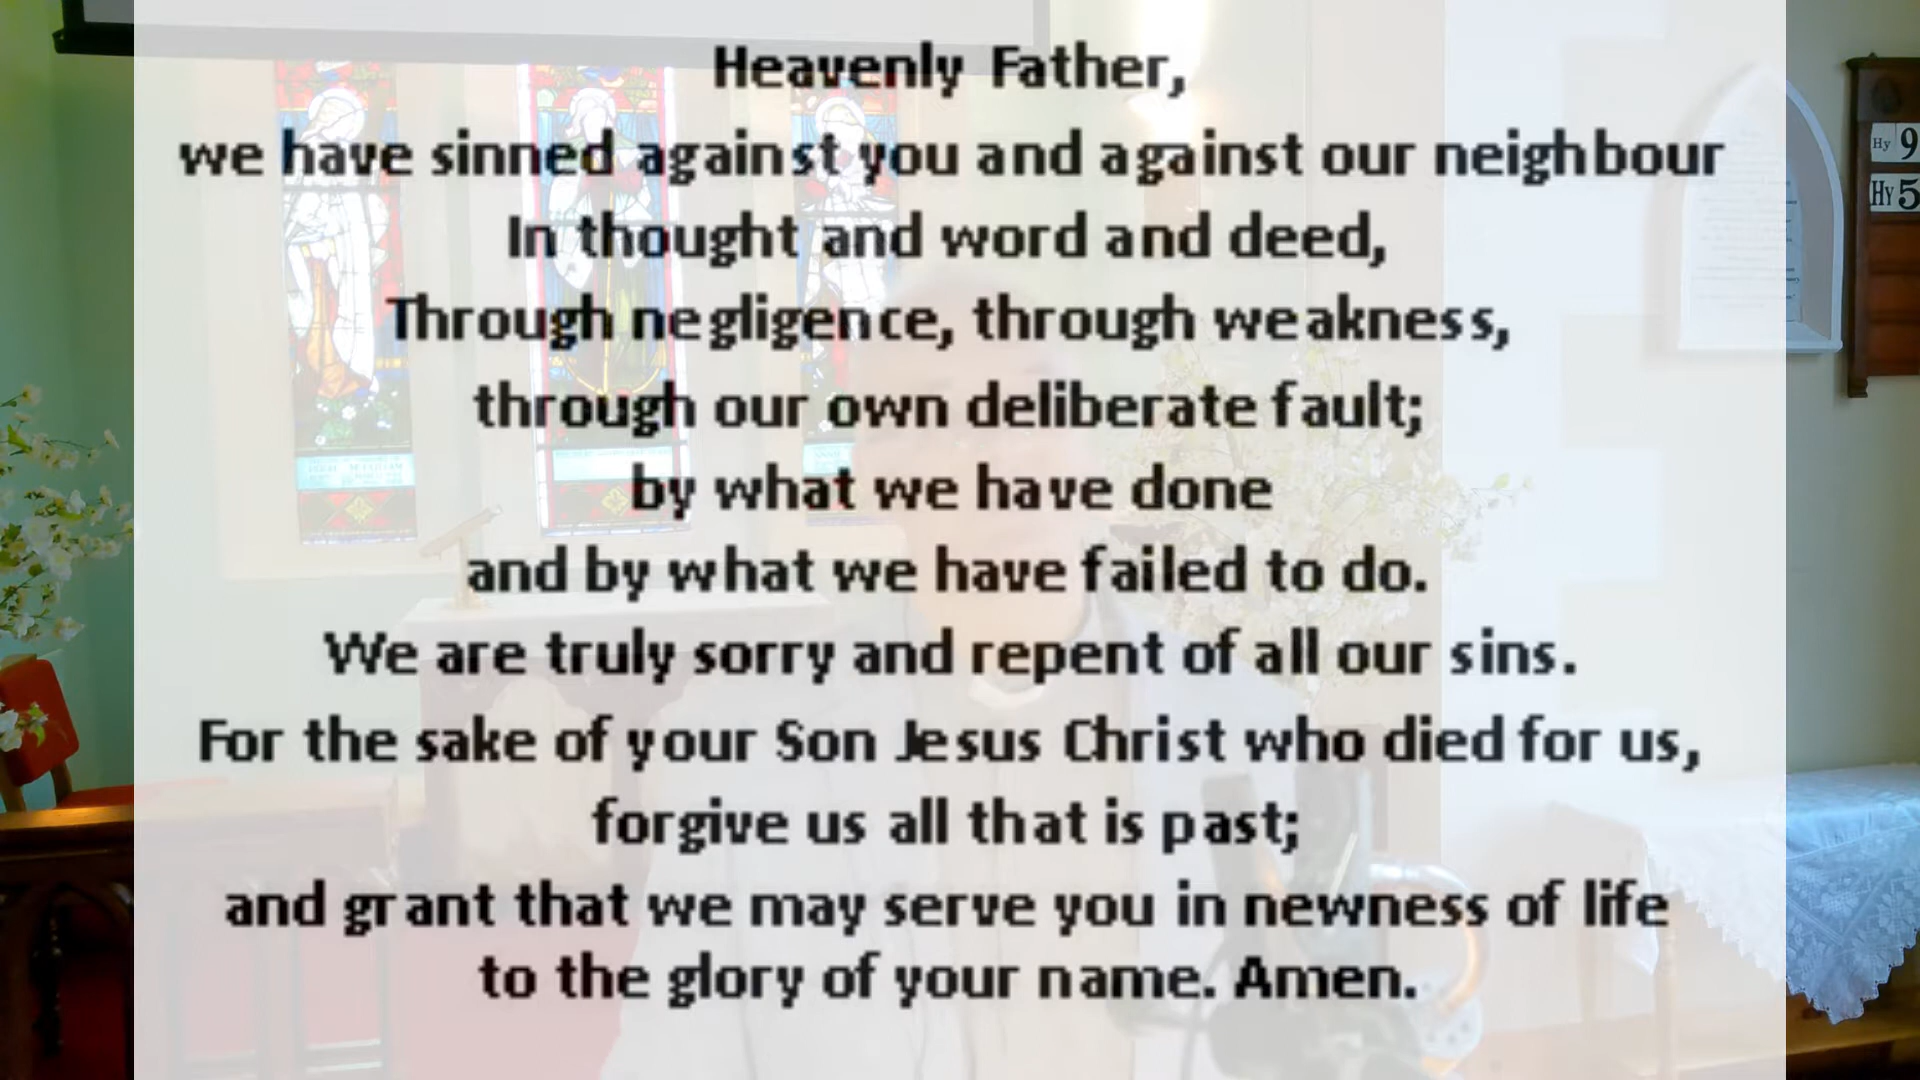 Heavenly Father,
we have sinned against you and against our neighbour
In thought and word and deed,
Through negligence, through weakness,
through our own deliberate fault;
by what we have done
and by what we have failed to do.
We are truly sorry and repent of all our sins.
For the sake of your Son Jesus Christ who died for us,
forgive us all that is past;
and grant that we may serve you in newness of life
to the glory of your name. Amen.
Hy 9
Hy 5